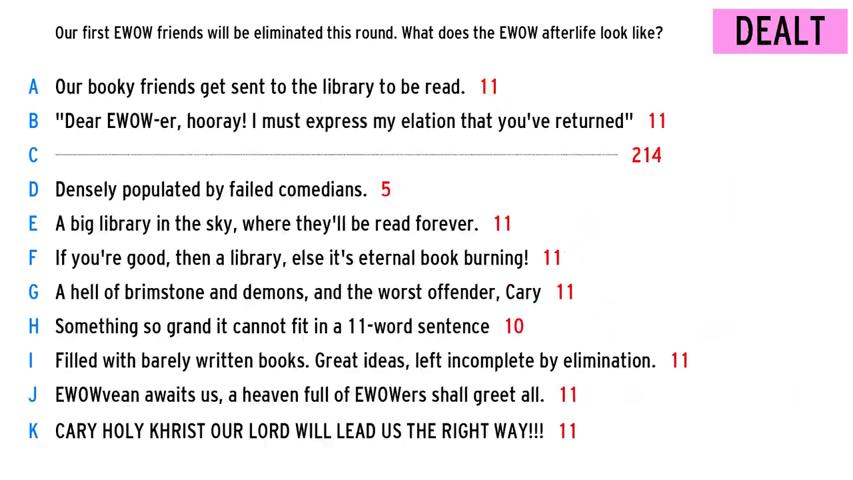 Our first EWOW friends will be eliminated this round. What does the EWOW afterlife look like?
DEALT
A Our booky friends get sent to the library to be read. 11
B "Dear EWOW-er, hooray! I must express my elation that you've returned" 11
C 214
D Densely populated by failed comedians. 5
E A big library in the sky, where they'll be read forever. 11
F If you're good, then a library, else it's eternal book burning! 11
G A hell of brimstone and demons, and the worst offender, Cary 11
H Something so grand it cannot fit in a 11-word sentence 10
I Filled with barely written books. Great ideas, left incomplete by elimination. 11
J EWOWvean awaits us, a heaven full of EWOWers shall greet all. 11
K CARY HOLY KHRIST OUR LORD WILL LEAD US THE RIGHT WAY!!! 11